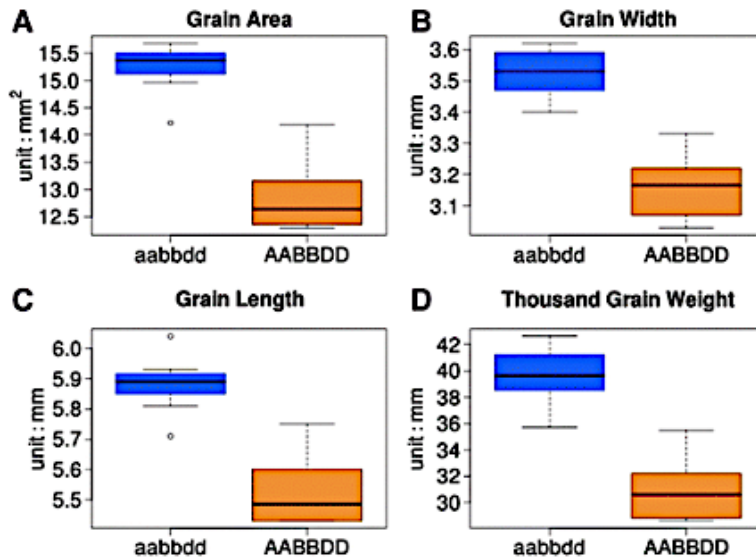 A Grain Area
unit : mm²
15.5
15.0
14.5
14.0
13.5
13.0
12.5
aabbdd AABBDD
B Grain Width
unit : mm
3.6
3.5
3.4
3.3
3.2
3.1
aabbdd AABBDD
C Grain Length
unit : mm
6.0
5.9
5.8
5.7
5.6
5.5
aabbdd AABBDD
D Thousand Grain Weight
unit : mm
42
40
38
36
34
32
30
aabbdd AABBDD